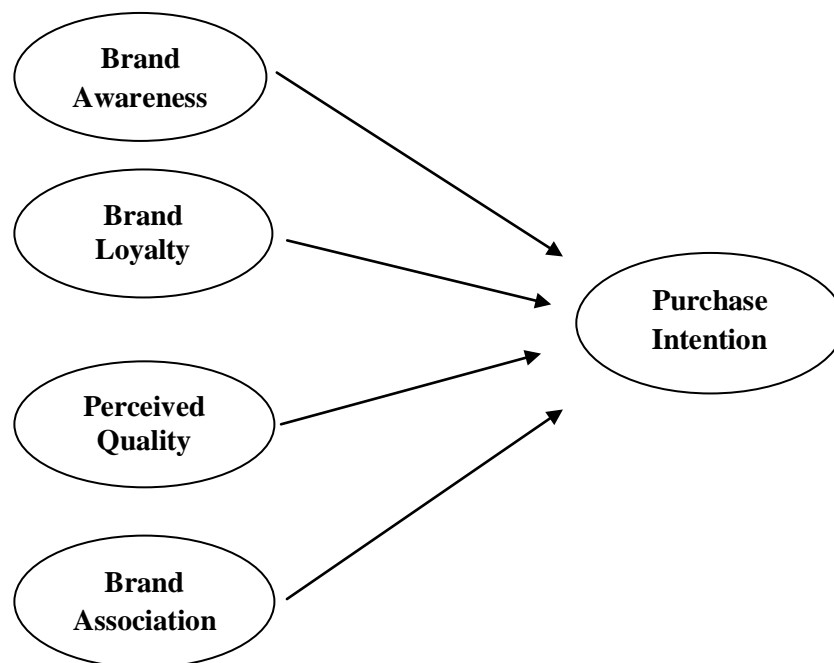 Brand
Awareness
Brand
Loyalty
Purchase
Intention
Perceived
Quality
Brand
Association